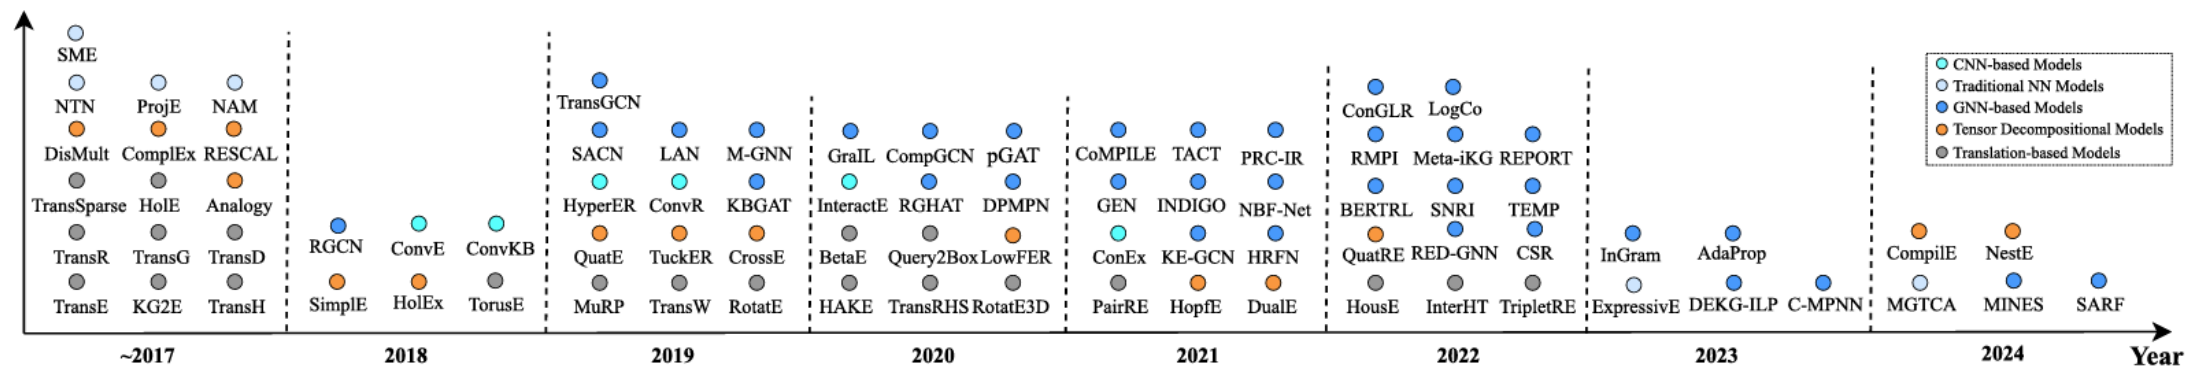 SME
NTN ProjE NAM
DisMult ComplEx RESCAL
TransSparse HolE Analogy
TransR TransG TransD
TransE KG2E TransH
~2017
RGCN ConvE ConvKB
SimplE HolEx TorusE
2018
TransGCN
SACN LAN M-GNN
HyperER ConvR KBGAT
QuatE TuckER CrossE
MuRP TransW RotatE
2019
GraIL CompGCN pGAT
InteractE RGHAT DPMPN
BetaE Query2Box LowFER
HAKE TransRHS RotatE3D
2020
CoMPILE TACT PRC-IR
GEN INDIGO NBF-Net
ConEx KE-GCN HRFN
PairRE HopfE DualE
2021
ConGLR LogCo
RMPI Meta-iKG REPORT
BERTRL SNRI TEMP
QuatRE RED-GNN CSR
HousE InterHT TripletRE
2022
InGram AdaProp
ExpressivE DEKG-ILP C-MPNN
2023
CompilE NestE
MGTCA MINES SARF
2024
Year
CNN-based Models
Traditional NN Models
GNN-based Models
Tensor Decompositional Models
Translation-based Models